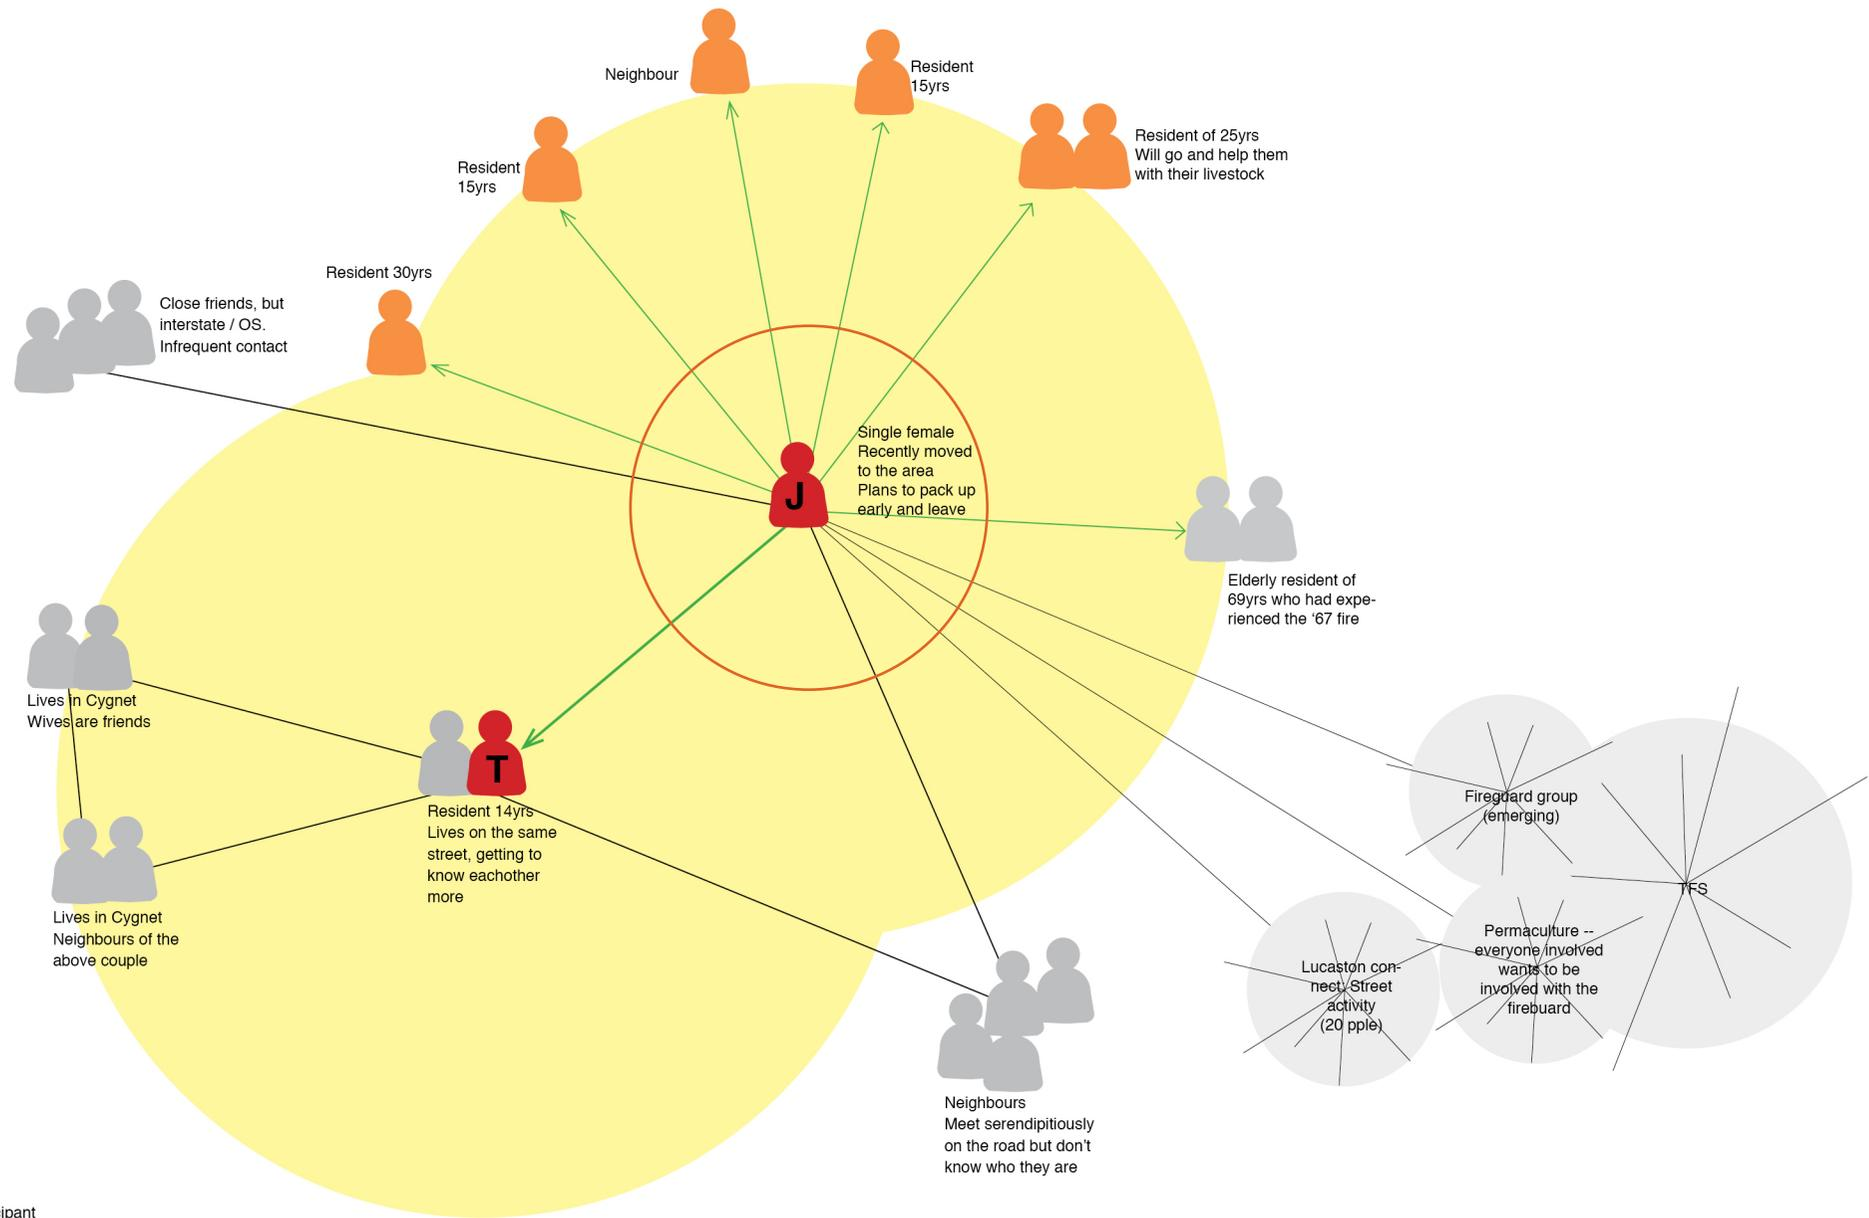 Neighbour
Resident
15yrs
Resident of 25yrs
Will go and help them
with their livestock
Resident
15yrs
Resident 30yrs
Close friends, but
interstate / OS.
Infrequent contact
Single female
Recently moved
to the area
Plans to pack up
early and leave
J
Elderly resident of
69yrs who had expe-
rienced the ‘67 fire
Lives in Cygnet
Wives are friends
T
Resident 14yrs
Lives on the same
street, getting to
know eachother
more
Lives in Cygnet
Neighbours of the
above couple
Fireguard group
(emerging)
TFS
Permaculture --
everyone involved
wants to be
involved with the
firebuard
Lucaston con-
nect. Street
activity
(20 pple)
Neighbours
Meet serendipitiously
on the road but don’t
know who they are
cipant